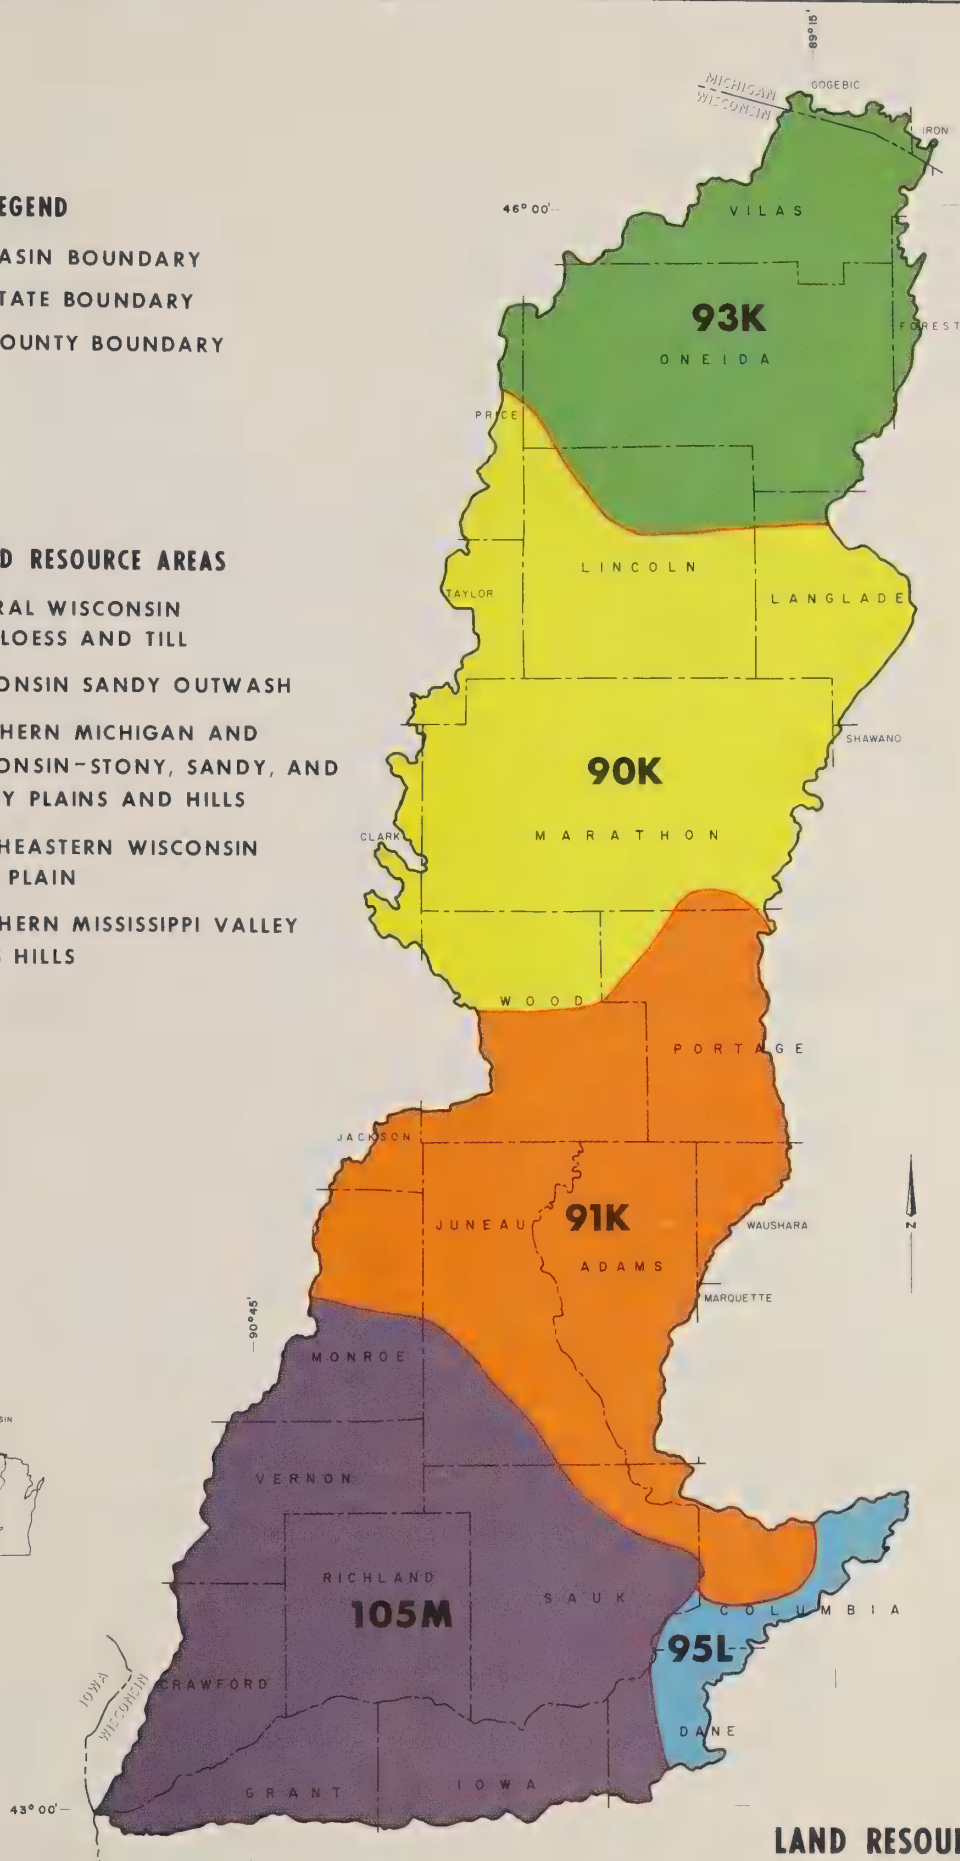 89°15'
GOGEBIC
MICHIGAN
WISCONSIN
IRON
EGEND
46°00'
VILAS
ASIN BOUNDARY
TATE BOUNDARY
93K
FOREST
OUNTY BOUNDARY
ONEIDA
PRICE
D RESOURCE AREAS
LINCOLN
TAYLOR
LANGLADE
RAL WISCONSIN
LOESS AND TILL
ONSIN SANDY OUTWASH
HERN MICHIGAN AND
SHAWANO
ONSIN-STONY, SANDY, AND
90K
Y PLAINS AND HILLS
CLARK
MARATHON
HEASTERN WISCONSIN
PLAIN
HERN MISSISSIPPI VALLEY
S HILLS
WOOD
PORTAGE
JACKSON
JUNEAU
91K
WAUSHARA
N
ADAMS
MARQUETTE
90°45'
MONROE
SIN
VERNON
RICHLAND
SAUK
105M
COLUMBIA
95L
CRAWFORD
IOWA
WISCONSIN
DANE
GRANT
IOWA
43°00'
LAND RESOU